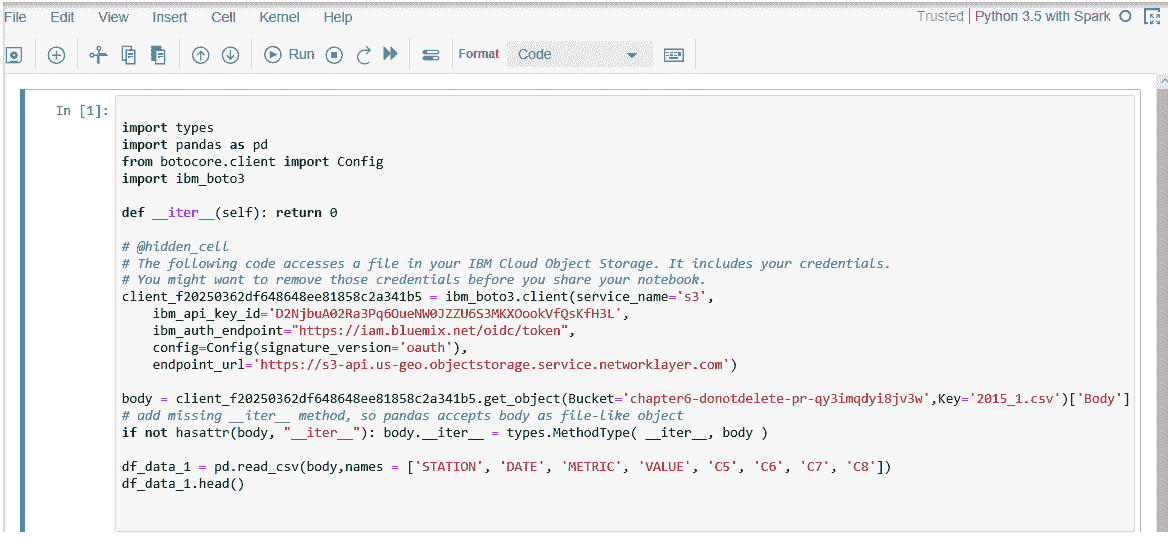 File Edit View Insert Cell Kernel Help Trusted Python 3.5 with Spark
Run Format Code
In [1]:
import types
import pandas as pd
from botocore.client import Config
import ibm_boto3
def __iter__(self): return 0
# @hidden_cell
# The following code accesses a file in your IBM Cloud Object Storage. It includes your credentials.
# You might want to remove those credentials before you share your notebook.
client_f20250362df648648ee81858c2a341b5 = ibm_boto3.client(service_name='s3',
    ibm_api_key_id='D2NjbuA02Ra3Pq6OueNW0JZZU6S3MKXOookVfQsKfH3L',
    ibm_auth_endpoint="https://iam.bluemix.net/oidc/token",
    config=Config(signature_version='oauth'),
    endpoint_url='https://s3-api.us-geo.objectstorage.service.networklayer.com')
body = client_f20250362df648648ee81858c2a341b5.get_object(Bucket='chapter6-donotdelete-pr-qy3imqdyi8jv3w',Key='2015_1.csv')['Body']
# add missing __iter__ method, so pandas accepts body as file-like object
if not hasattr(body, "__iter__"): body.__iter__ = types.MethodType( __iter__, body )
df_data_1 = pd.read_csv(body,names = ['STATION', 'DATE', 'METRIC', 'VALUE', 'C5', 'C6', 'C7', 'C8'])
df_data_1.head()